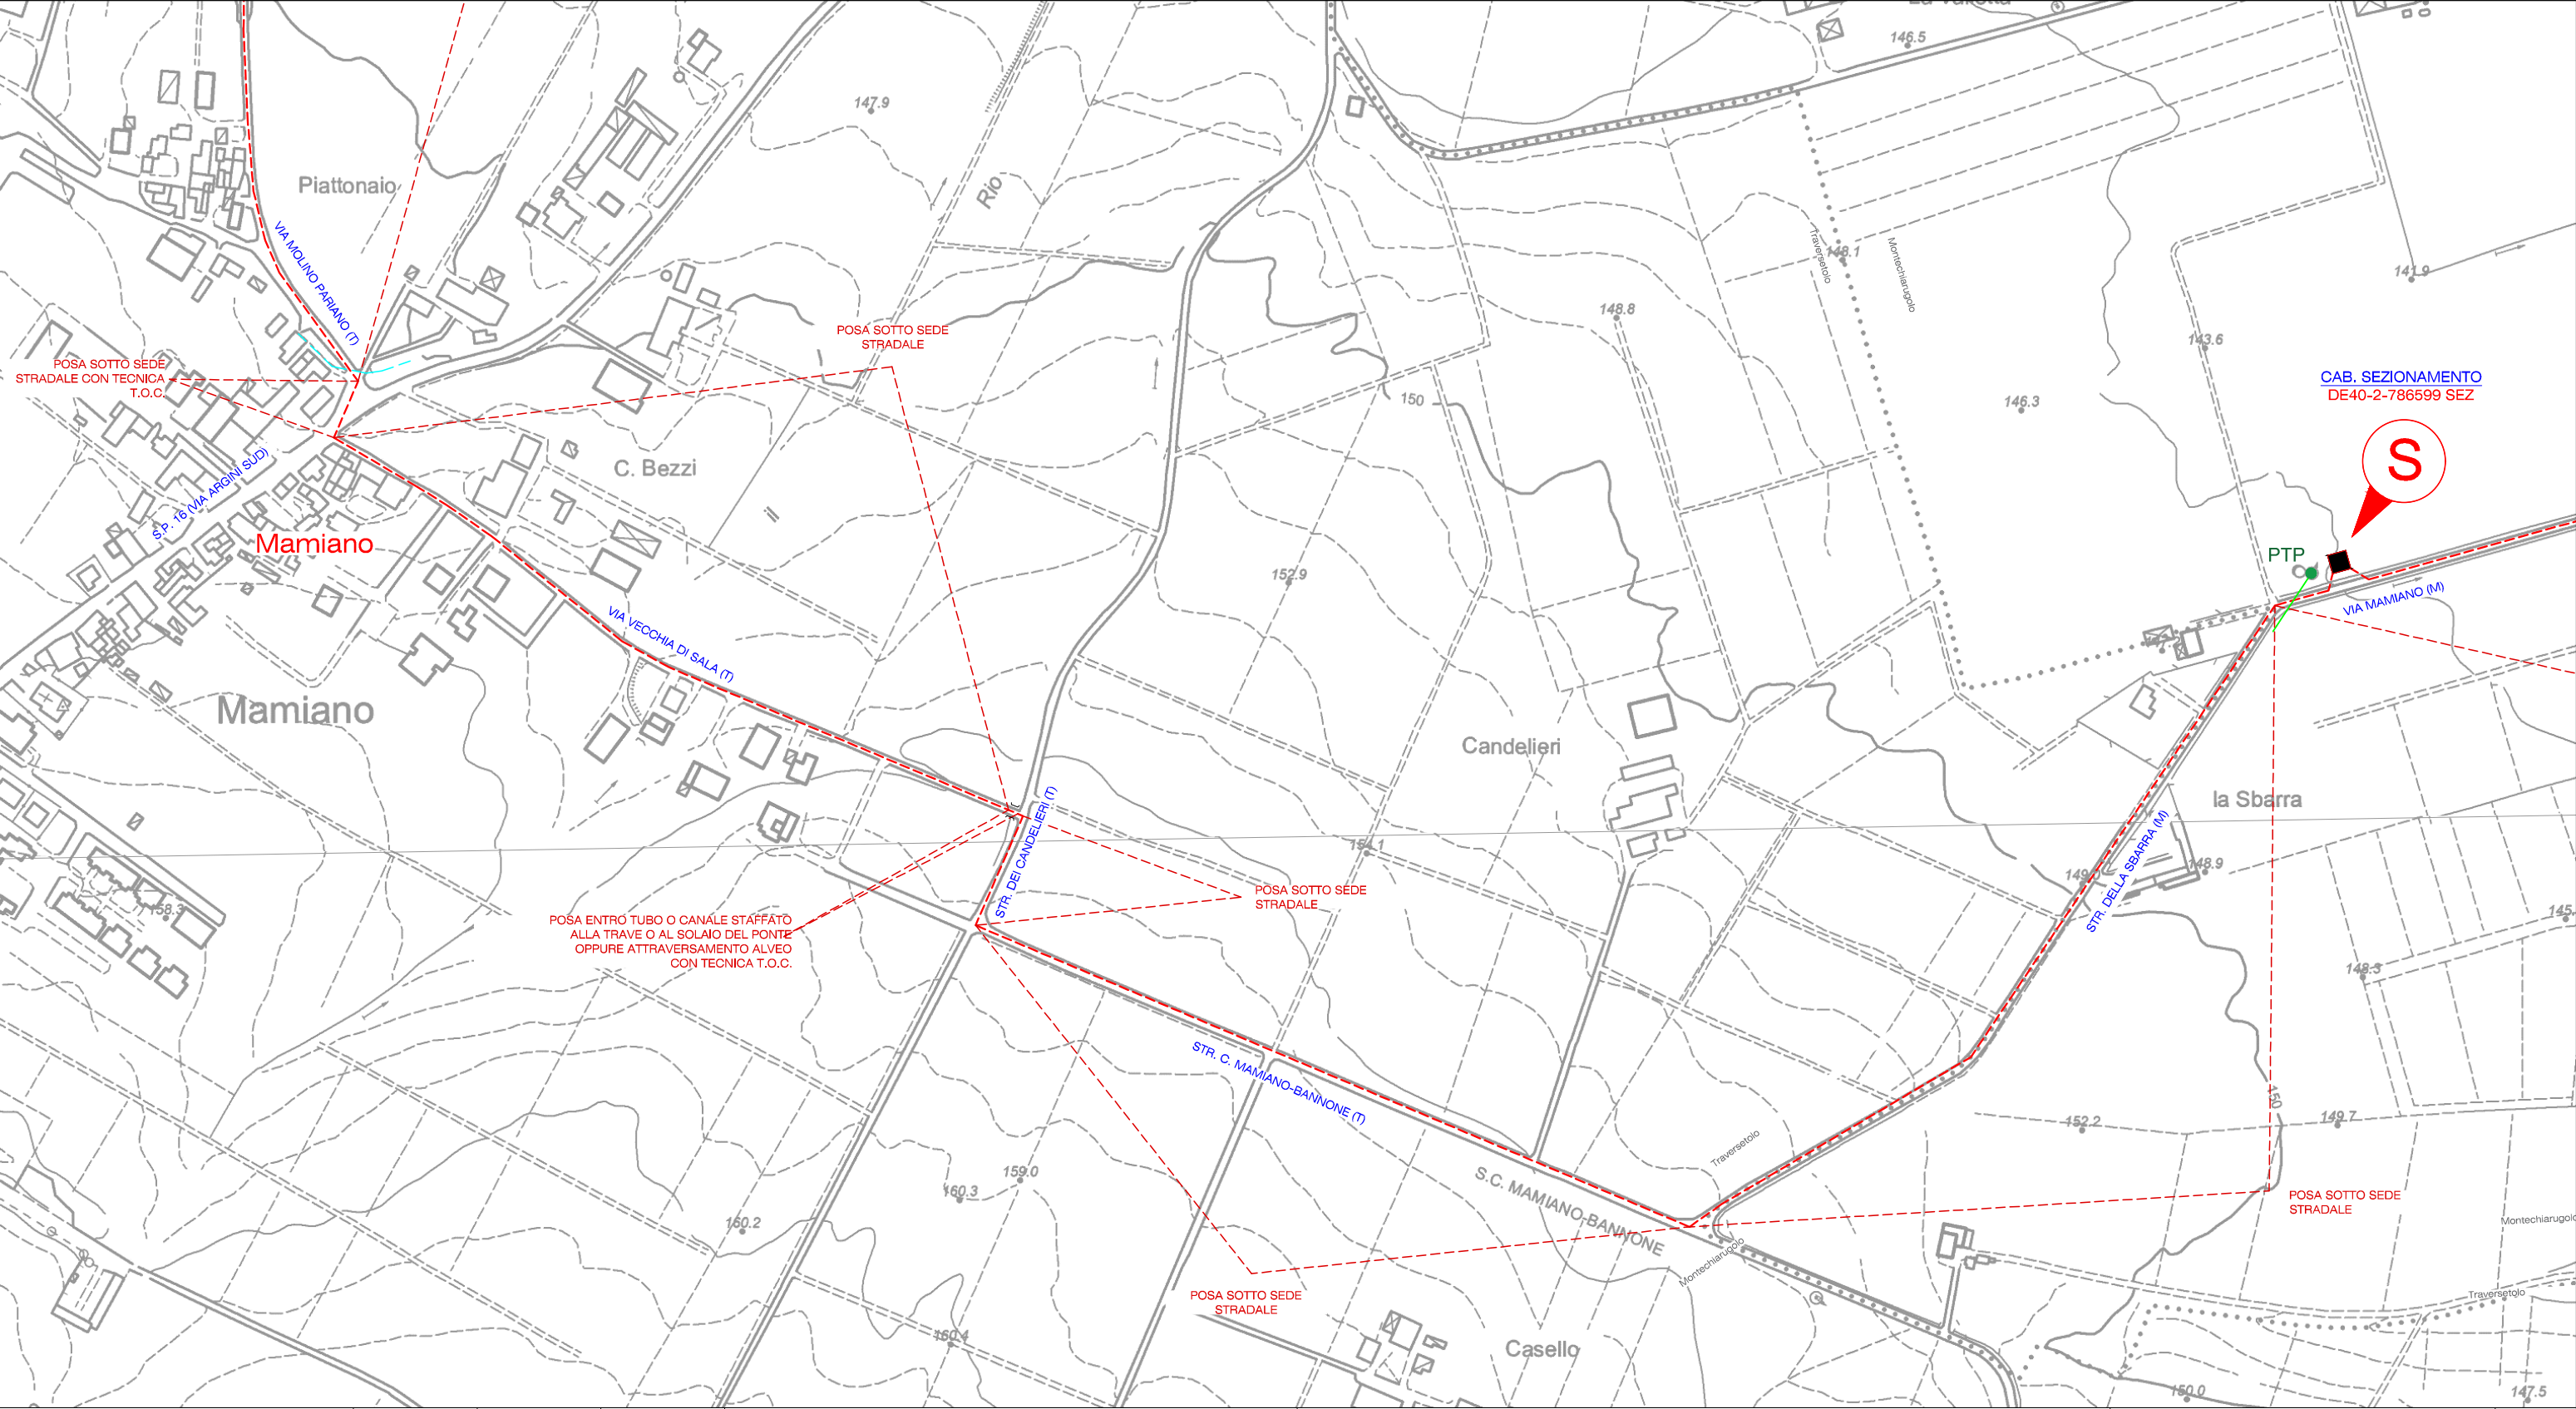 La Valletta
146.5
147.9
Piattonaio
Rio
VIA MOLINO PARIANO (T)
Traversetolo
148.1
Montechiarugolo
141.9
148.8
143.6
POSA SOTTO SEDE
STRADALE
POSA SOTTO SEDE
STRADALE CON TECNICA
T.O.C.
CAB. SEZIONAMENTO
DE40-2-786599 SEZ
150
146.3
S
C. Bezzi
S.P. 16 (VIA ARGINI SUD)
Mamiano
PTP
152.9
VIA MAMIANO (M)
VIA VECCHIA DI SALA (T)
Mamiano
Candelieri
la Sbarra
STR. DEI CANDELIERI (T)
154.1
STR. DELLA SBARRA (M)
148.9
POSA SOTTO SEDE
STRADALE
158.3
POSA ENTRO TUBO O CANALE STAFFATO
ALLA TRAVE O AL SOLAIO DEL PONTE
OPPURE ATTRAVERSAMENTO ALVEO
CON TECNICA T.O.C.
148.3
STR. C. MAMIANO-BANNONE (T)
150
152.2
149.7
Traversetolo
159.0
160.3
S.C. MAMIANO-BANNONE
POSA SOTTO SEDE
STRADALE
160.2
Montechiarugolo
Montechiarugolo
POSA SOTTO SEDE
STRADALE
Traversetolo
160.4
Casello
150.0
147.5